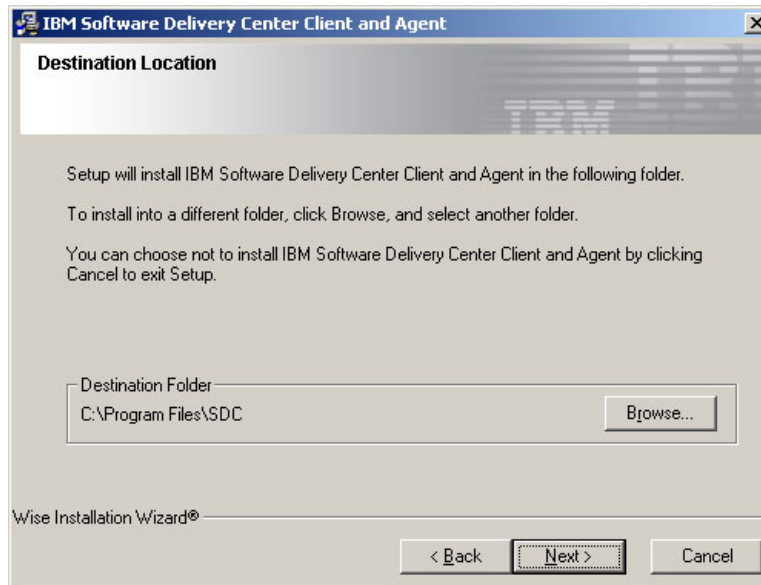 IBM Software Delivery Center Client and Agent
Destination Location
IBM
Setup will install IBM Software Delivery Center Client and Agent in the following folder.
To install into a different folder, click Browse, and select another folder.
You can choose not to install IBM Software Delivery Center Client and Agent by clicking
Cancel to exit Setup.
Destination Folder
C:\Program Files\SDC
Browse...
Wise Installation Wizard®
< Back
Next >
Cancel